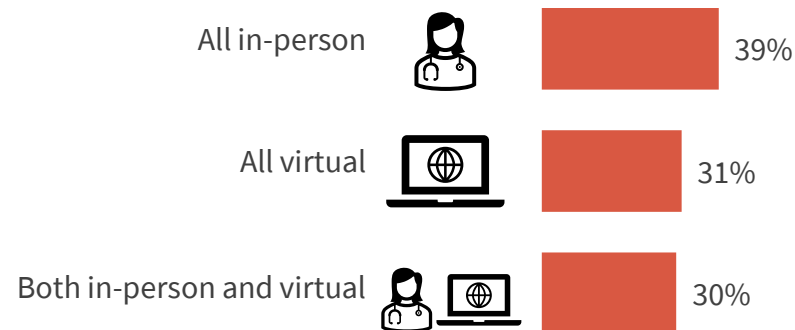 All in-person
39%
All virtual
31%
Both in-person and virtual
30%